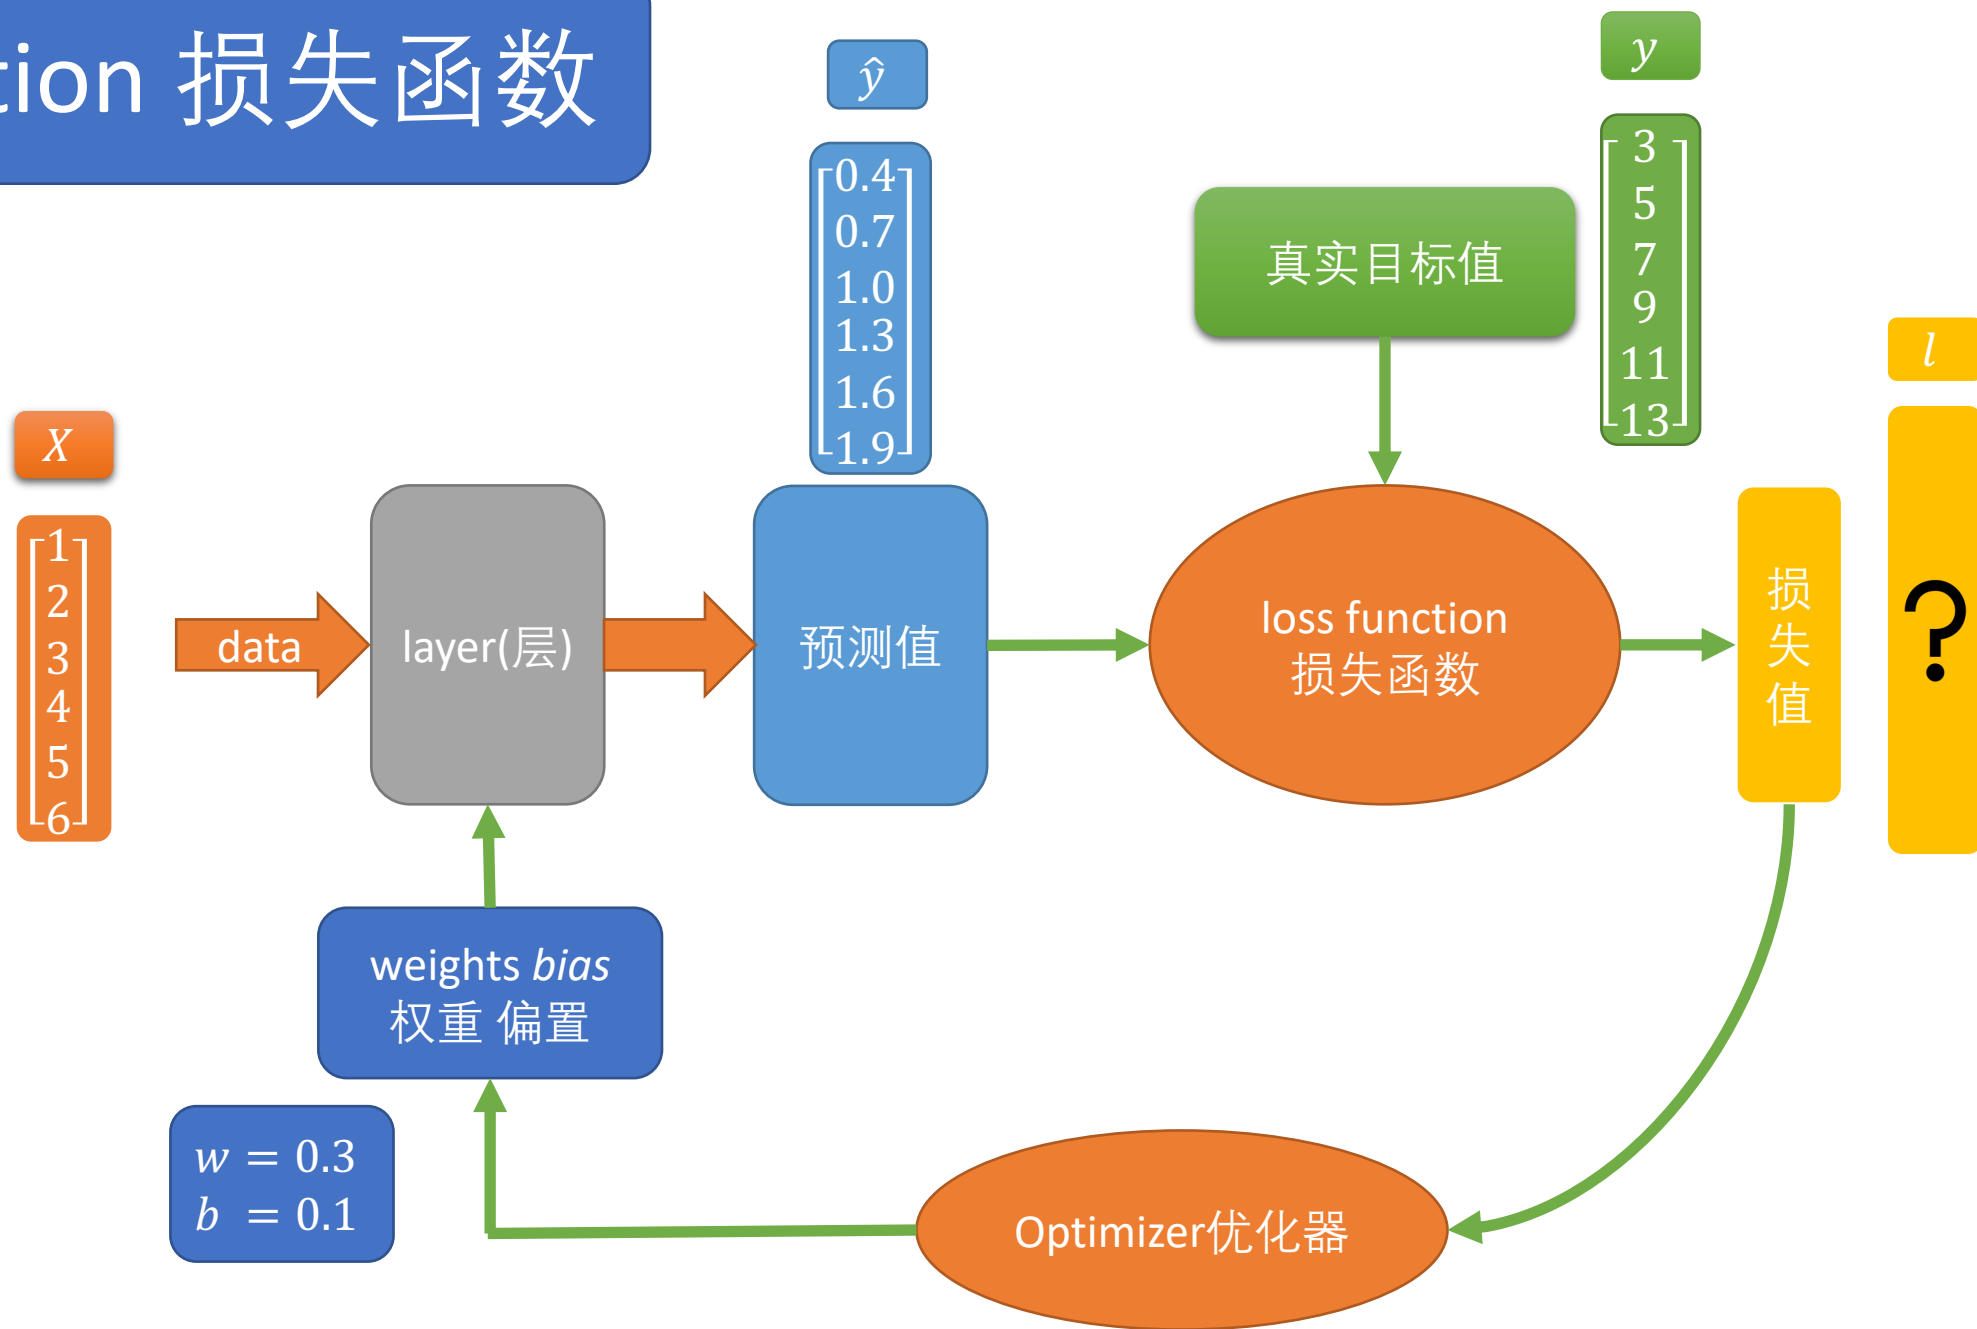 tion 损失函数
ŷ
0.4
0.7
1.0
1.3
1.6
1.9
y
3
5
7
9
11
13
真实目标值
l
?
X
1
2
3
4
5
6
data
layer(层)
预测值
loss function
损失函数
损
失
值
weights bias
权重 偏置
w = 0.3
b = 0.1
Optimizer优化器